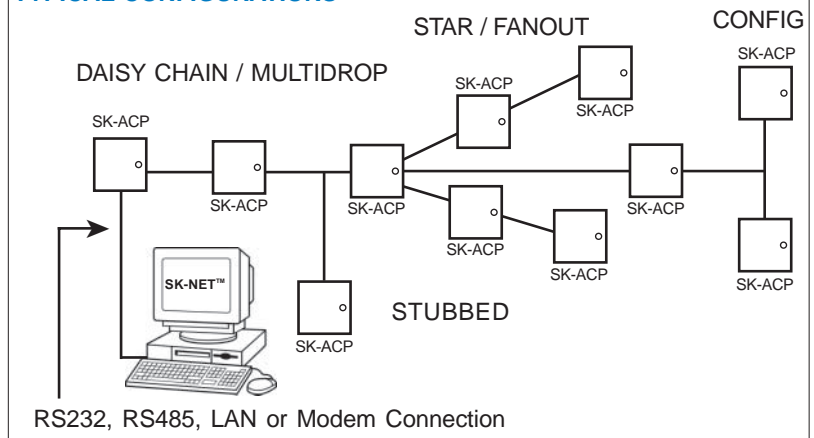 STAR / FANOUT
CONFIG
DAISY CHAIN / MULTIDROP
SK-ACP
SK-ACP
SK-ACP
SK-ACP
SK-ACP
SK-ACP
SK-ACP
SK-ACP
SK-ACP
SK-ACP
SK-ACP
SK-NET™
STUBBED
SK-ACP
RS232, RS485, LAN or Modem Connection